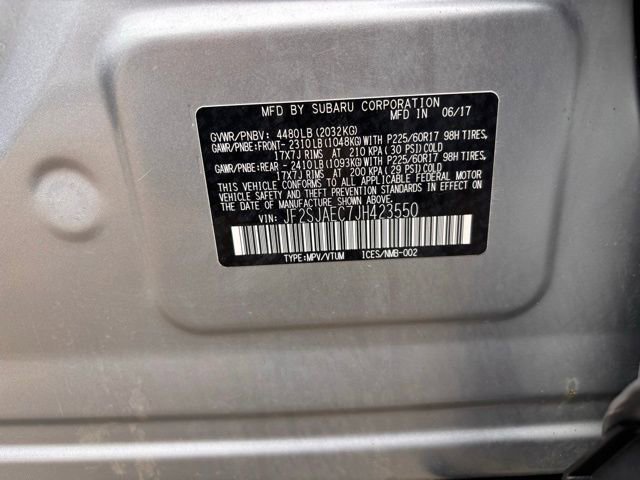 MFD BY SUBARU CORPORATION
MFD IN 06/17
GVWR/PNBV: 4480LB (2032KG)
GAWR/PNBE:FRONT- 2310LB (1048KG) WITH P225/60R17 98H TIRES,
17X7J RIMS AT 210 KPA (30 PSI) COLD
GAWR/PNBE:REAR - 2410LB (1093KG) WITH P225/60R17 98H TIRES,
17X7J RIMS AT 200 KPA (29 PSI) COLD
THIS VEHICLE CONFORMS TO ALL APPLICABLE FEDERAL MOTOR
VEHICLE SAFETY AND THEFT PREVENTION STANDARDS IN EFFECT
ON THE DATE OF MANUFACTURE SHOWN ABOVE.
VIN: JF2SJAEC7JH423550
TYPE:MPV/VTUM ICES/NMB-002